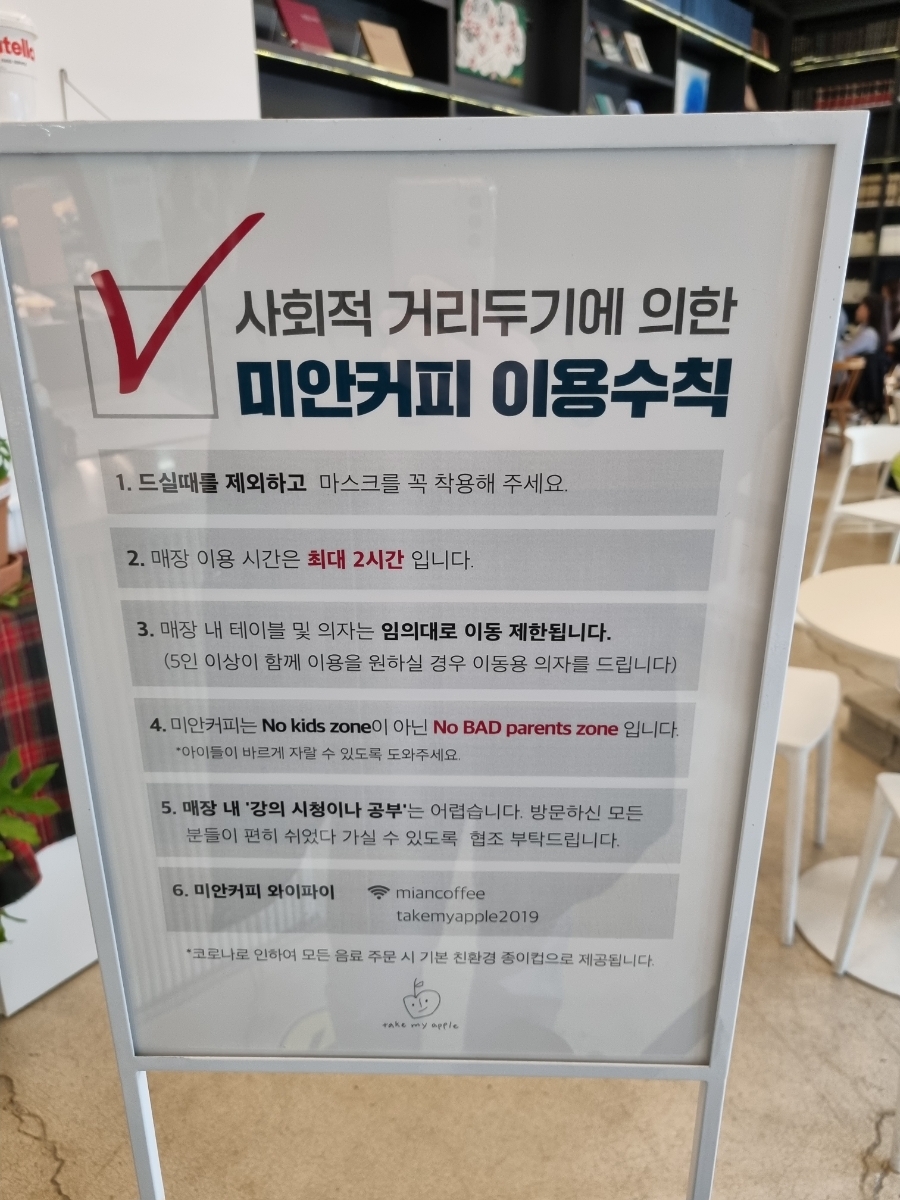 사회적 거리두기에 의한
미안커피 이용수칙
1. 드실때를 제외하고 마스크를 꼭 착용해 주세요.
2. 매장 이용 시간은 최대 2시간 입니다.
3. 매장 내 테이블 및 의자는 임의대로 이동 제한됩니다.
(5인 이상이 함께 이용을 원하실 경우 이동용 의자를 드립니다)
4. 미안커피는 No kids zone이 아닌 No BAD parents zone 입니다.
*아이들이 바르게 자랄 수 있도록 도와주세요.
5. 매장 내 '강의 시청이나 공부'는 어렵습니다. 방문하신 모든
분들이 편히 쉬었다 가실 수 있도록 협조 부탁드립니다.
6. 미안커피 와이파이 miancoffee
takemyapple2019
*코로나로 인하여 모든 음료 주문 시 기본 친환경 종이컵으로 제공됩니다.
take my apple